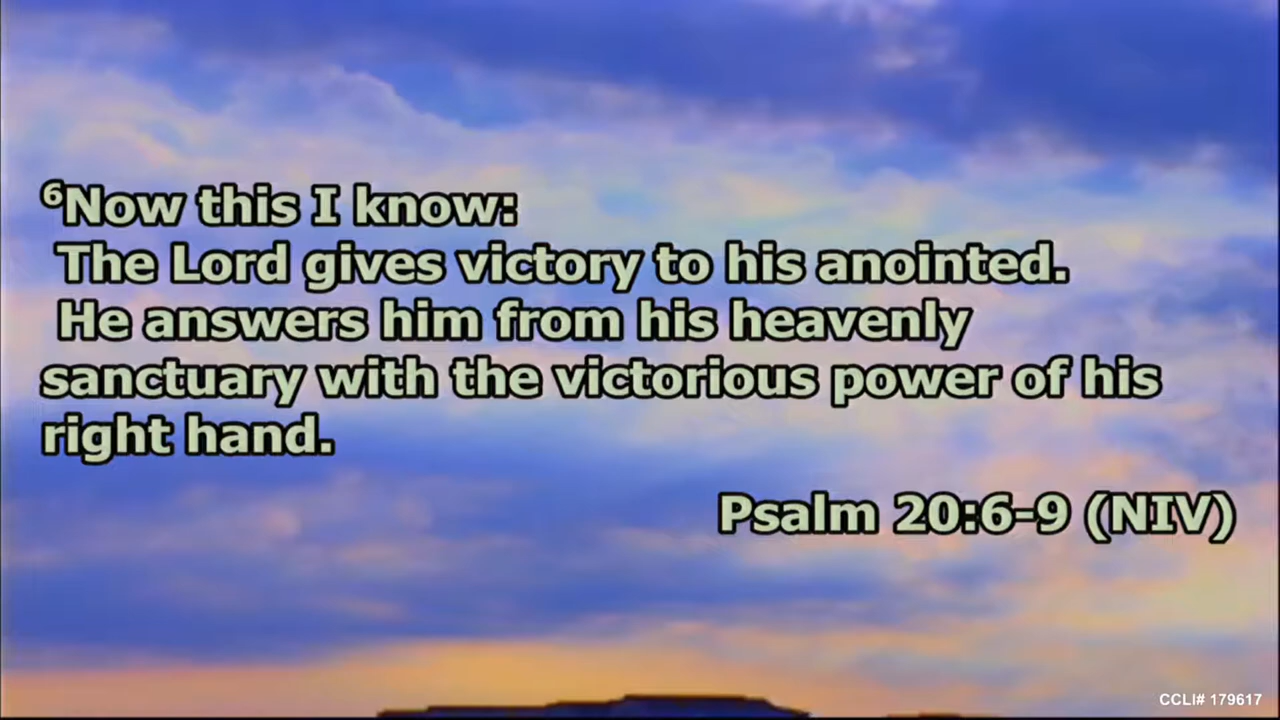 ⁶Now this I know:
The Lord gives victory to his anointed.
He answers him from his heavenly
sanctuary with the victorious power of his
right hand.
Psalm 20:6-9 (NIV)
CCLI# 179617